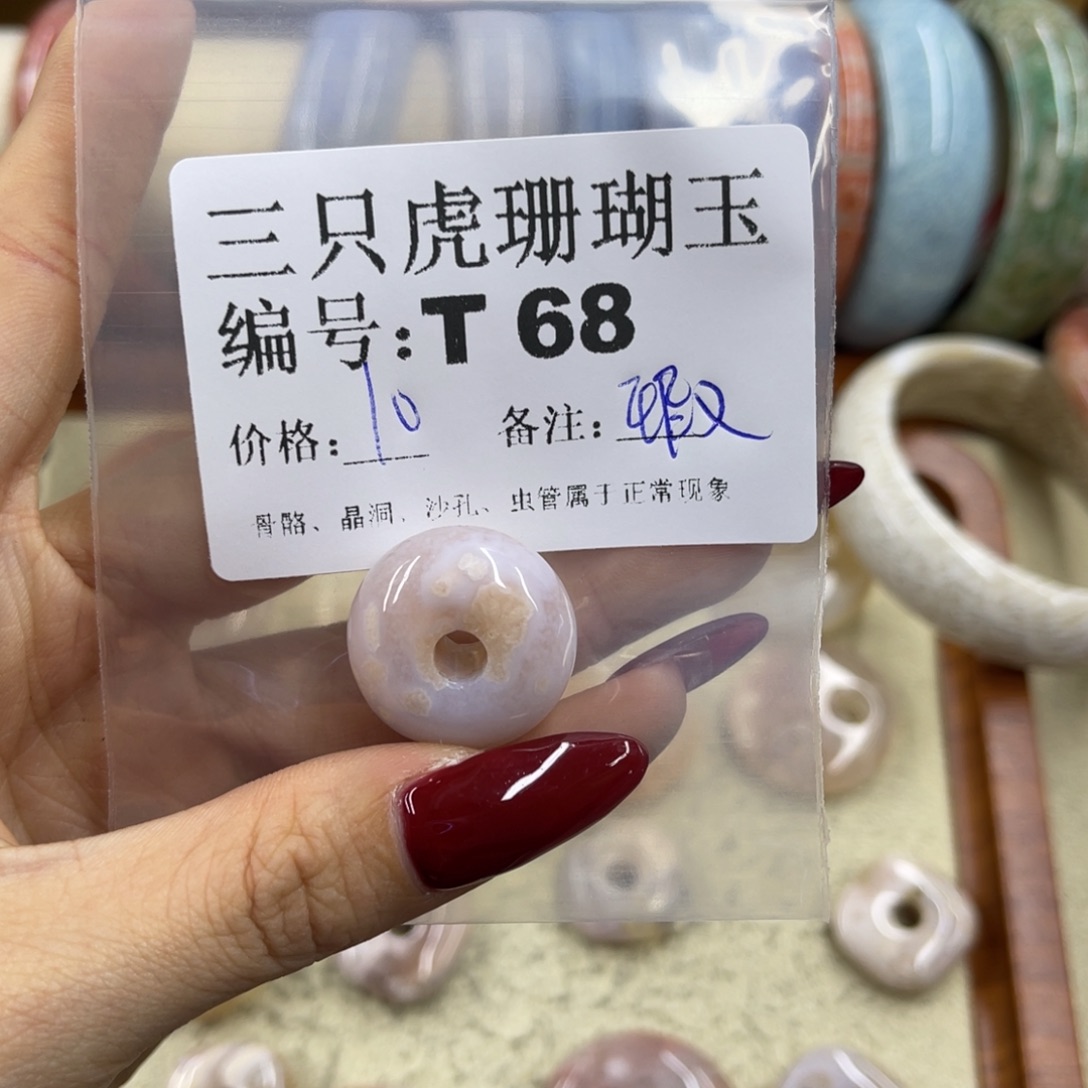 三只虎珊瑚玉
编号:T 68
价格:10 备注:瑕
骨骼、晶洞、沙孔、虫管属于正常现象